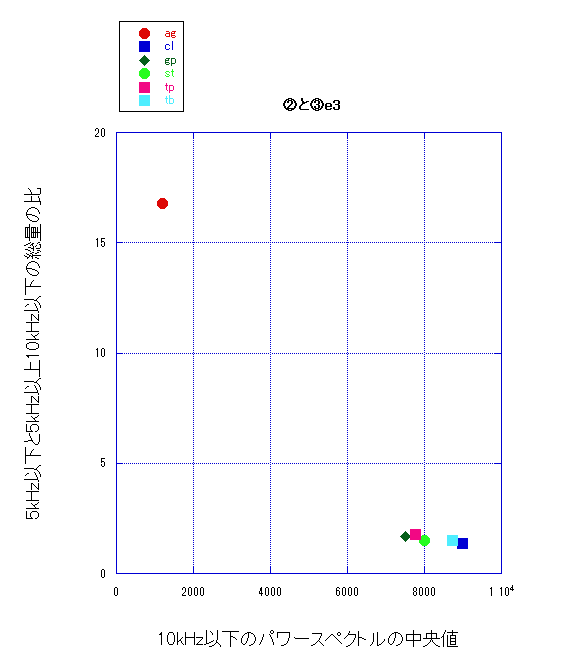 ag
cl
gp
st
tp
tb
②と③e3
5kHz以下と5kHz以上10kHz以下の総量の比
20
15
10
5
0
0 2000 4000 6000 8000 1 10⁴
10kHz以下のパワースペクトルの中央値